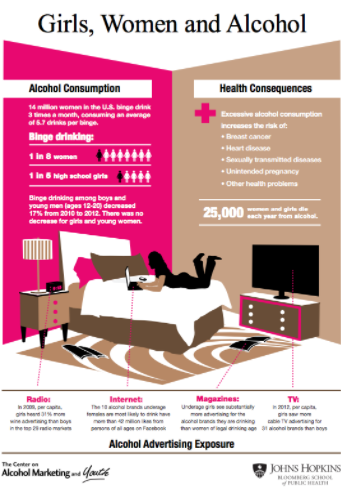 Girls, Women and Alcohol
Alcohol Consumption
14 million women in the U.S. binge drink
3 times a month, consuming an average
of 5.7 drinks per binge.
Binge drinking:
1 in 8 women
1 in 5 high school girls
Binge drinking among boys and
young men (ages 12-20) decreased
17% from 2010 to 2012. There was no
decrease for girls and young women.
Health Consequences
Excessive alcohol consumption
increases the risk of:
• Breast cancer
• Heart disease
• Sexually transmitted diseases
• Unintended pregnancy
• Other health problems
25,000 women and girls die
each year from alcohol.
Radio:
per capita,
girls heard more
wine advertising than boys
in the top radio markets
Internet:
The 10 alcohol brands underage
females are most likely to drink have
more than million likes from
persons of all ages on Facebook
Magazines:
Underage girls see substantially
more advertising for the
alcohol brands they are drinking
than women of legal drinking age
TV:
In 2012, per capita,
girls saw more
cable TV advertising for
alcohol brands than boys
Alcohol Advertising Exposure
The Center on
Alcohol Marketing and Youth
JOHNS HOPKINS
BLOOMBERG SCHOOL
of PUBLIC HEALTH